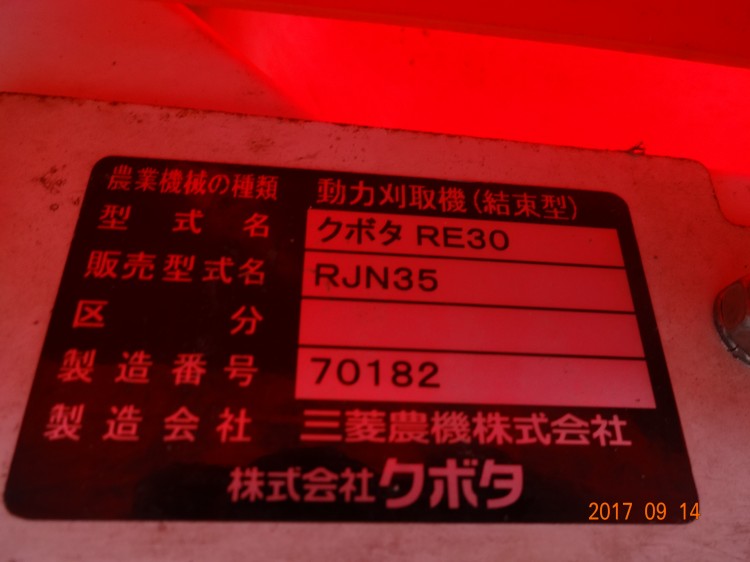 農業機械の種類 動力刈取機(結束型)
型式名 クボタ RE30
販売型式名 RJN35
区分
製造番号 70182
製造会社 三菱農機株式会社
株式会社クボタ
2017 09 14